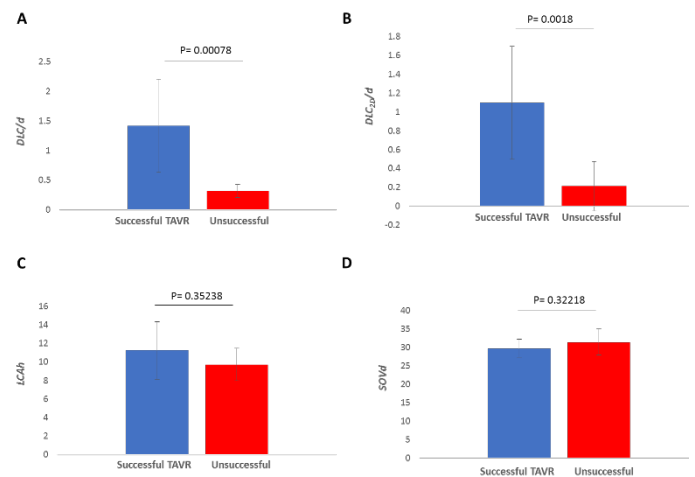 A
P= 0.00078
2.5
2
1.5
1
0.5
0
DLC/d
Successful TAVR Unsuccessful
B
P= 0.0018
1.8
1.6
1.4
1.2
1
0.8
0.6
0.4
0.2
0
-0.2
DLC2D/d
Successful TAVR Unsuccessful
C
P= 0.35238
16
14
12
10
8
6
4
2
0
LCAh
Successful TAVR Unsuccessful
D
P= 0.32218
40
35
30
25
20
15
10
5
0
SOVd
Successful TAVR Unsuccessful